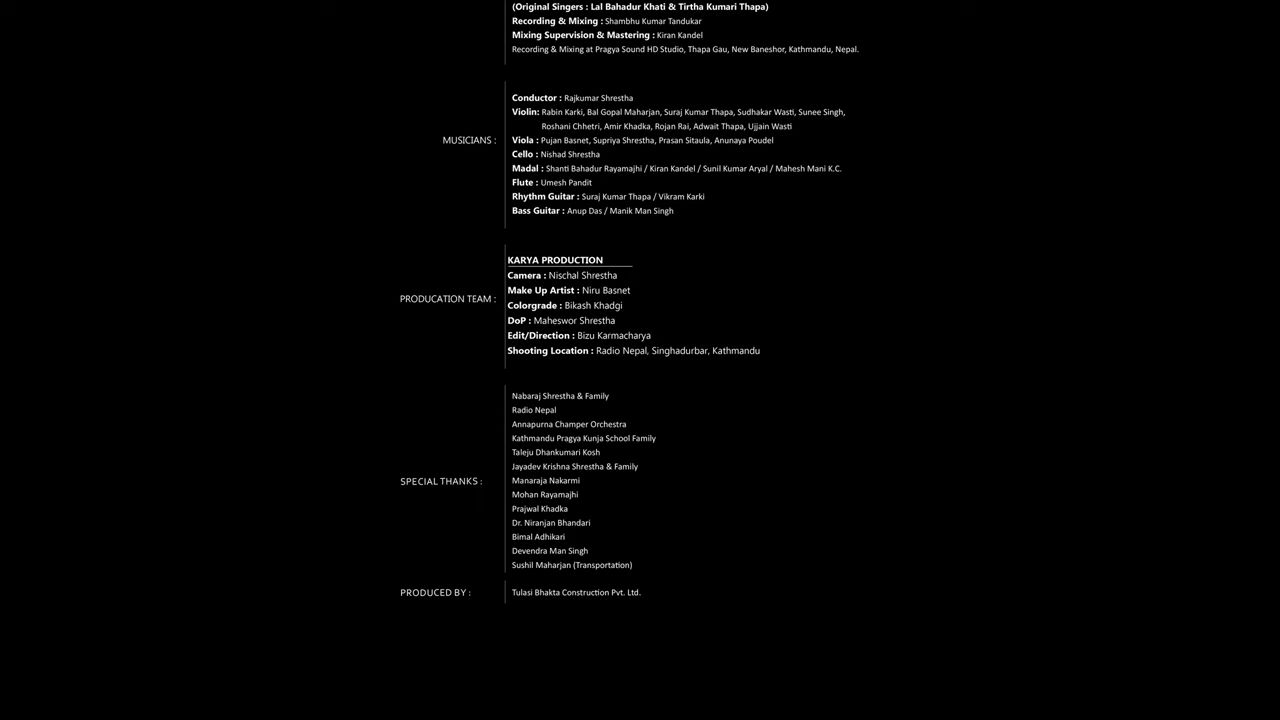 (Original Singers : Lal Bahadur Khati & Tirtha Kumari Thapa)
Recording & Mixing : Shambhu Kumar Tandukar
Mixing Supervision & Mastering : Kiran Kandel
Recording & Mixing at Pragya Sound HD Studio, Thapa Gau, New Baneshor, Kathmandu, Nepal.
MUSICIANS :
Conductor : Rajkumar Shrestha
Violin: Rabin Karki, Bal Gopal Maharjan, Suraj Kumar Thapa, Sudhakar Wasti, Sunee Singh,
Roshani Chhetri, Amir Khadka, Rojan Rai, Adwait Thapa, Ujjain Wasti
Viola : Pujan Basnet, Supriya Shrestha, Prasan Sitaula, Anunaya Poudel
Cello : Nishad Shrestha
Madal : Shanti Bahadur Rayamajhi / Kiran Kandel / Sunil Kumar Aryal / Mahesh Mani K.C.
Flute : Umesh Pandit
Rhythm Guitar : Suraj Kumar Thapa / Vikram Karki
Bass Guitar : Anup Das / Manik Man Singh
PRODUCATION TEAM :
KARYA PRODUCTION
Camera : Nischal Shrestha
Make Up Artist : Niru Basnet
Colorgrade : Bikash Khadgi
DoP : Maheswor Shrestha
Edit/Direction : Bizu Karmacharya
Shooting Location : Radio Nepal, Singhadurbar, Kathmandu
SPECIAL THANKS :
Nabaraj Shrestha & Family
Radio Nepal
Annapurna Champer Orchestra
Kathmandu Pragya Kunja School Family
Taleju Dhankumari Kosh
Jayadev Krishna Shrestha & Family
Manaraja Nakarmi
Mohan Rayamajhi
Prajwal Khadka
Dr. Niranjan Bhandari
Bimal Adhikari
Devendra Man Singh
Sushil Maharjan (Transportation)
PRODUCED BY :
Tulasi Bhakta Construction Pvt. Ltd.